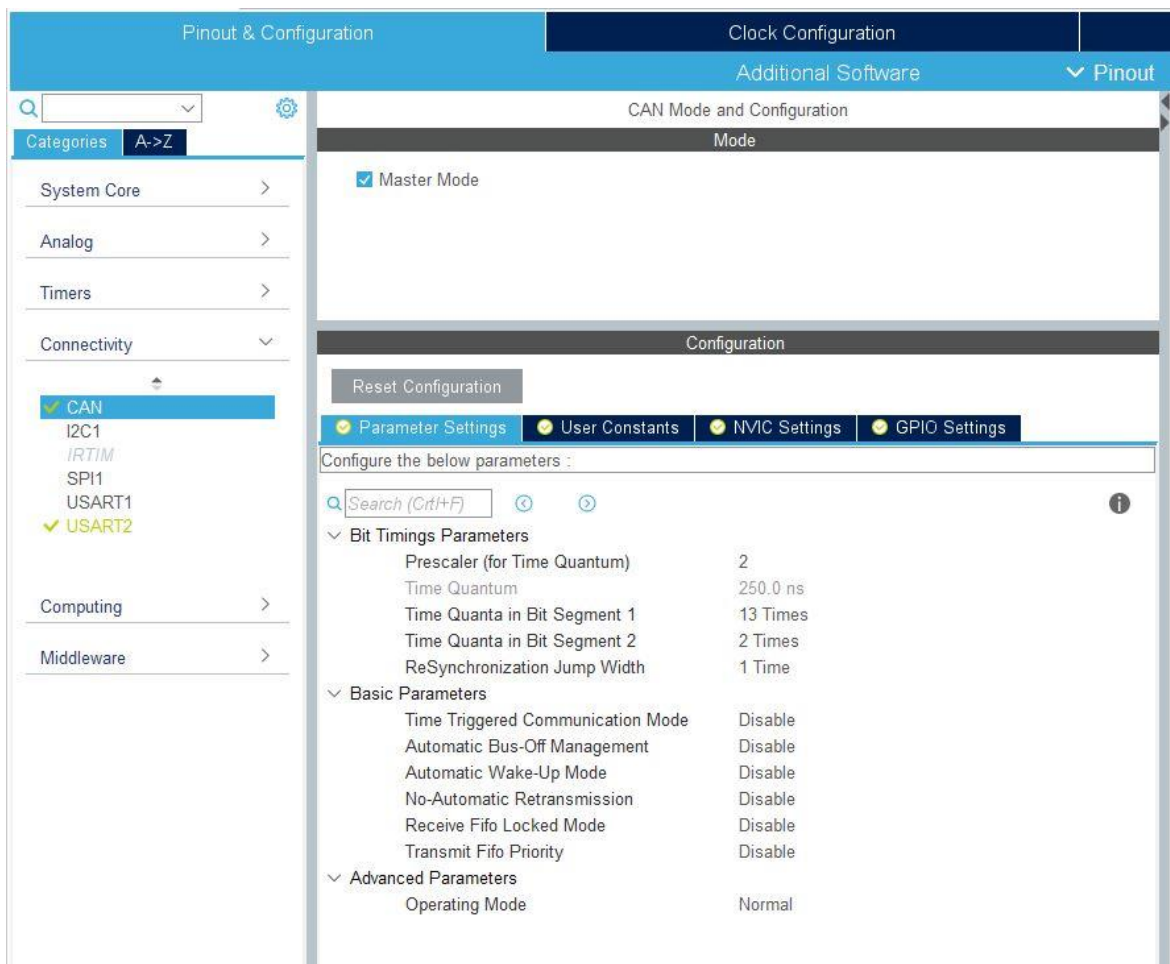 Pinout & Configuration
Clock Configuration
Additional Software
Pinout
Categories
A->Z
System Core
Analog
Timers
Connectivity
CAN
I2C1
IRTIM
SPI1
USART1
USART2
Computing
Middleware
CAN Mode and Configuration
Mode
Master Mode
Configuration
Reset Configuration
Parameter Settings
User Constants
NVIC Settings
GPIO Settings
Configure the below parameters :
Search (Crtl+F)
Bit Timings Parameters
Prescaler (for Time Quantum) 2
Time Quantum 250.0 ns
Time Quanta in Bit Segment 1 13 Times
Time Quanta in Bit Segment 2 2 Times
ReSynchronization Jump Width 1 Time
Basic Parameters
Time Triggered Communication Mode Disable
Automatic Bus-Off Management Disable
Automatic Wake-Up Mode Disable
No-Automatic Retransmission Disable
Receive Fifo Locked Mode Disable
Transmit Fifo Priority Disable
Advanced Parameters
Operating Mode Normal